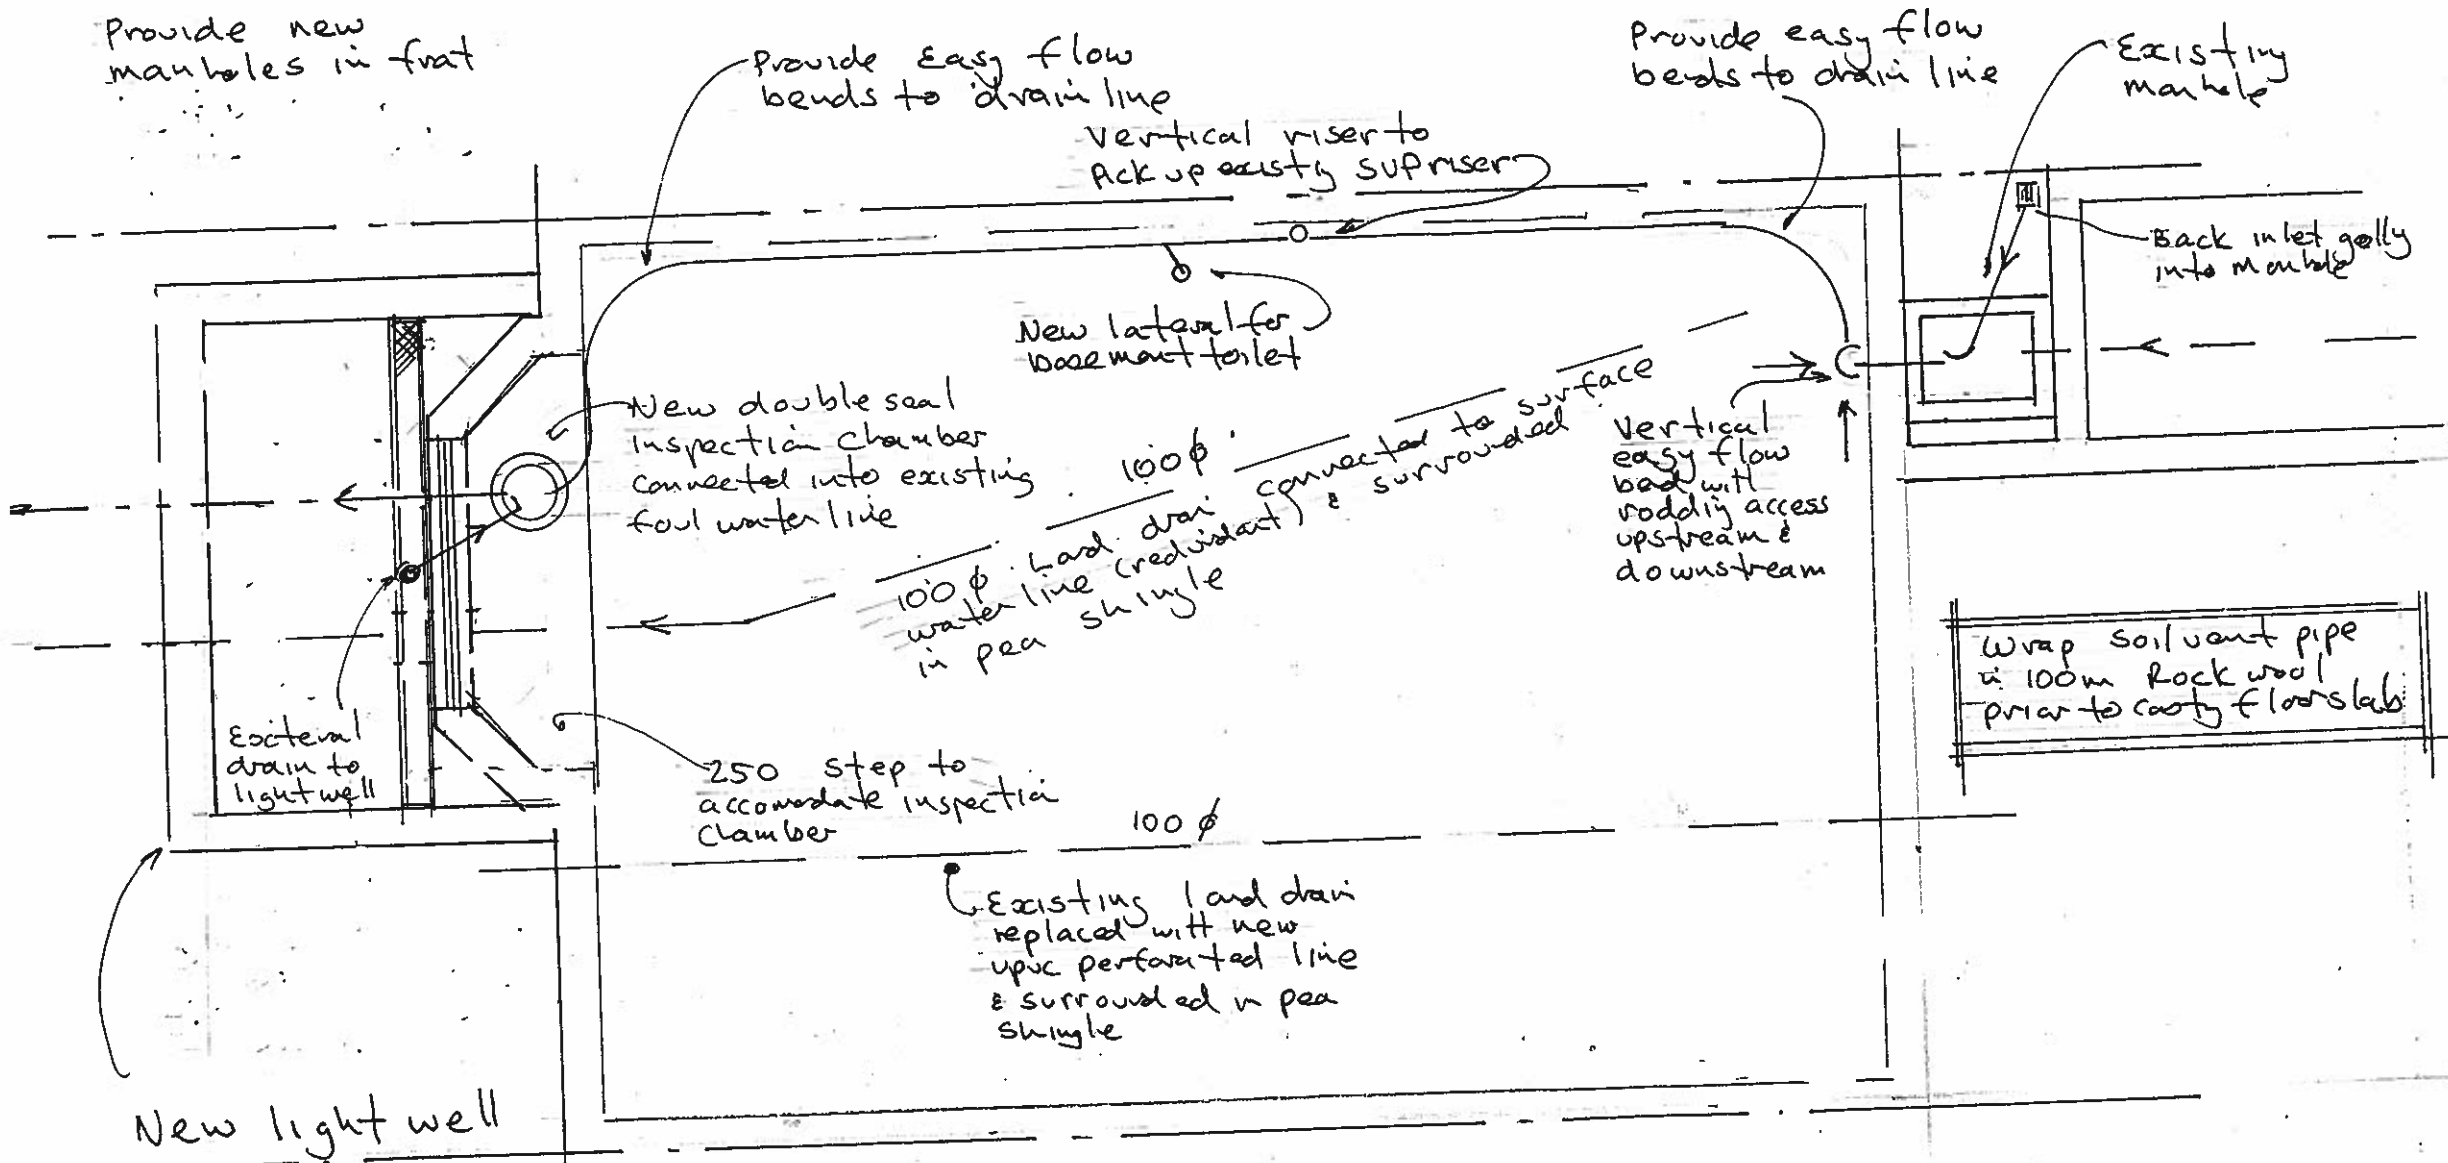 Provide new
manholes in frat
Provide Easy flow
bends to drain line
Vertical riser to
Pick up existy SVP riser
Provide easy flow
bends to drain line
Existing
manhole
Back inlet gully
into manhole
New lateral for
basement toilet
New double seal
inspection chamber
connected into existing
foul water line
100 ϕ
100 ϕ . Land drain connected to surface
water line (redundant) & surrounded
in pea shingle
Vertical
easy flow
bend with
rodding access
upstream &
downstream
Wrap soil vent pipe
in 100m Rock wool
prior to casty floor slab
External
drain to
lightwell
250 step to
accomodate inspection
chamber
100 ϕ
Existing land drain
replaced with new
upvc perforated line
& surrounded in pea
shingle
New light well